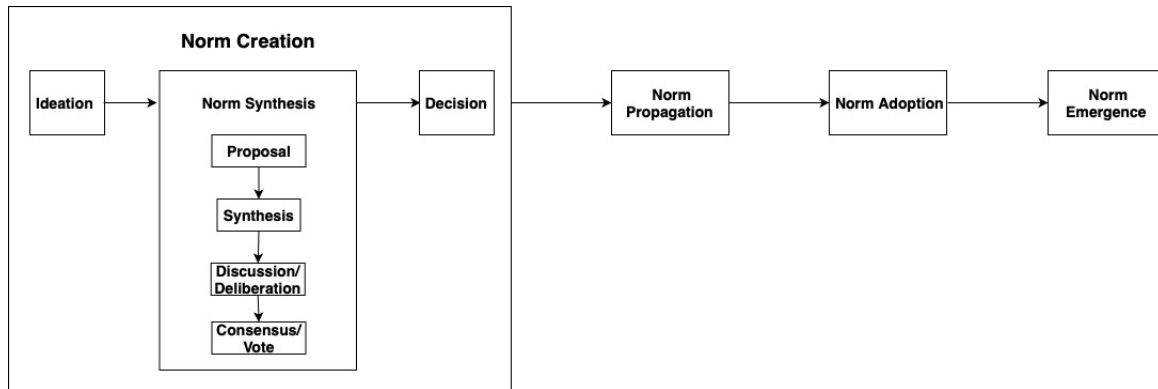 Norm Creation
Ideation
Norm Synthesis
Proposal
Synthesis
Discussion/
Deliberation
Consensus/
Vote
Decision
Norm
Propagation
Norm Adoption
Norm
Emergence